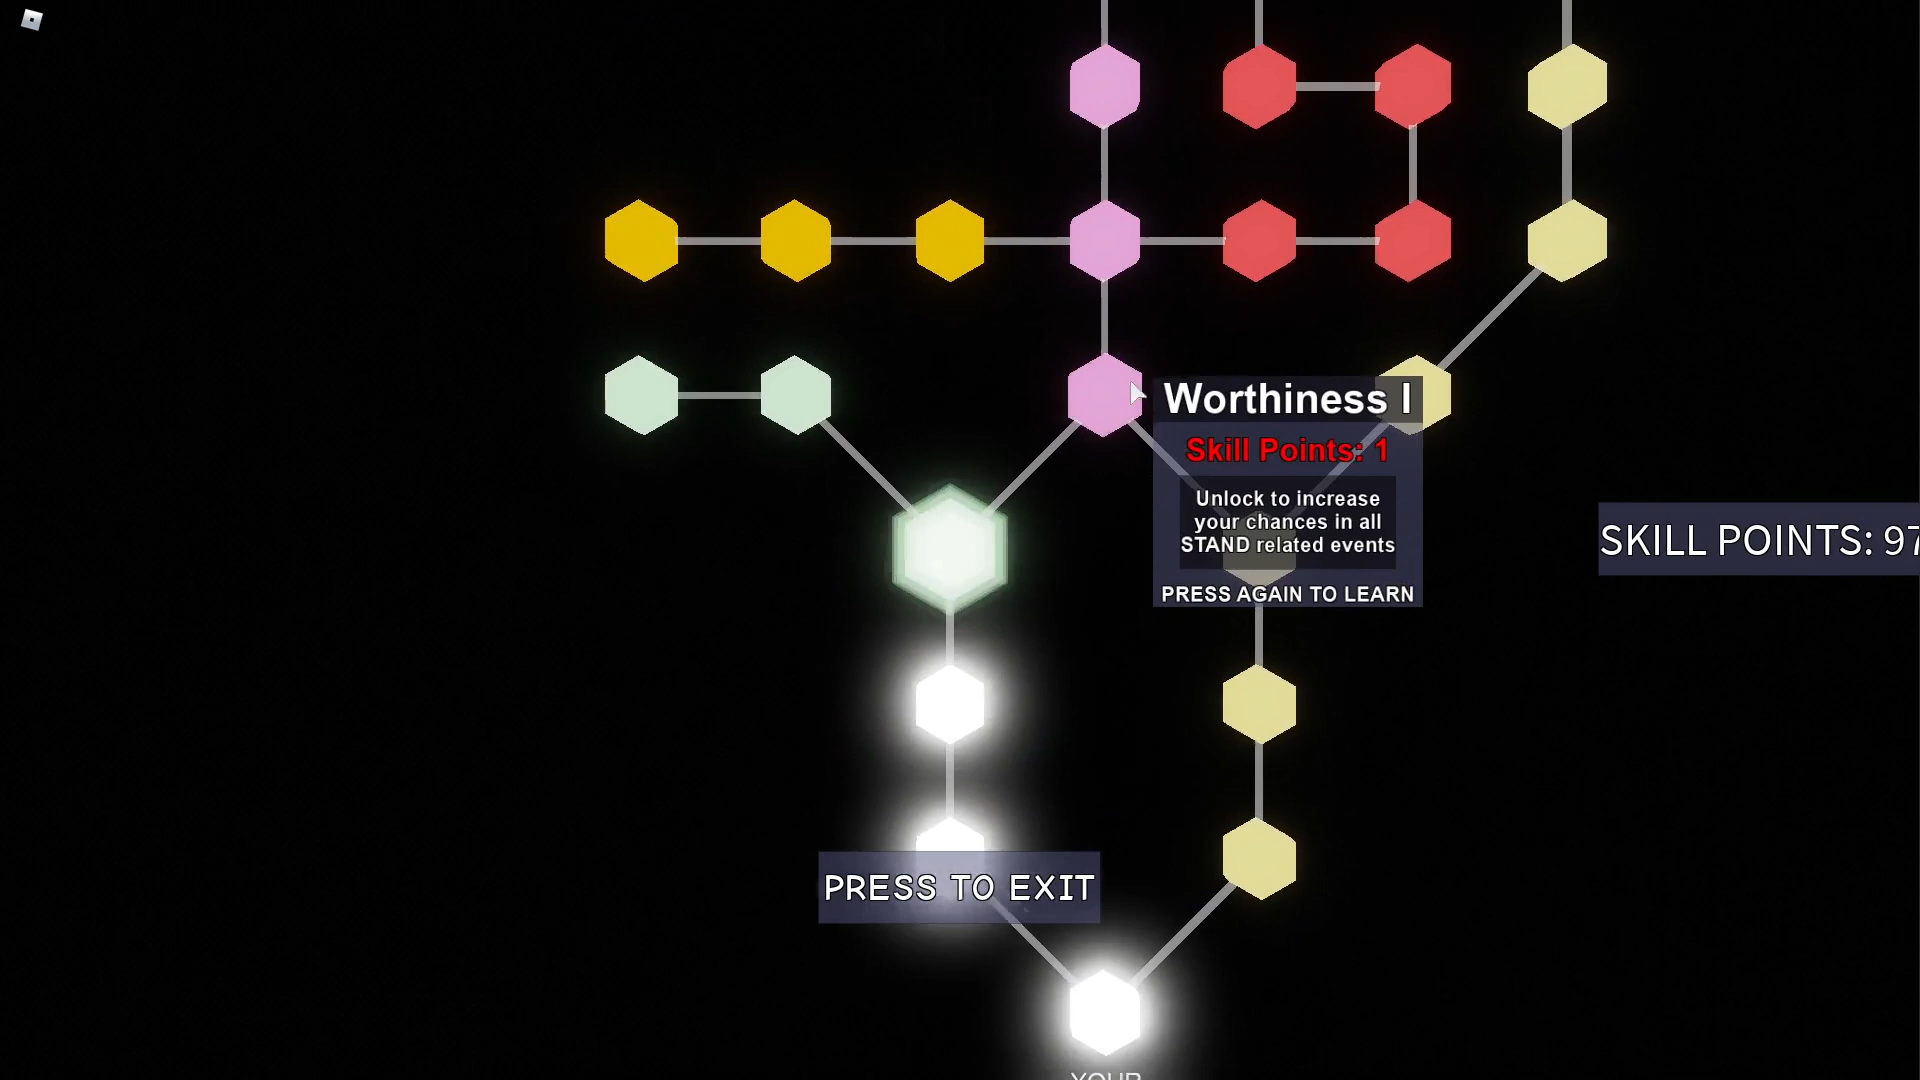 Worthiness I
Skill Points: 1
Unlock to increase
your chances in all
STAND related events
PRESS AGAIN TO LEARN
SKILL POINTS: 97
PRESS TO EXIT
YOUR